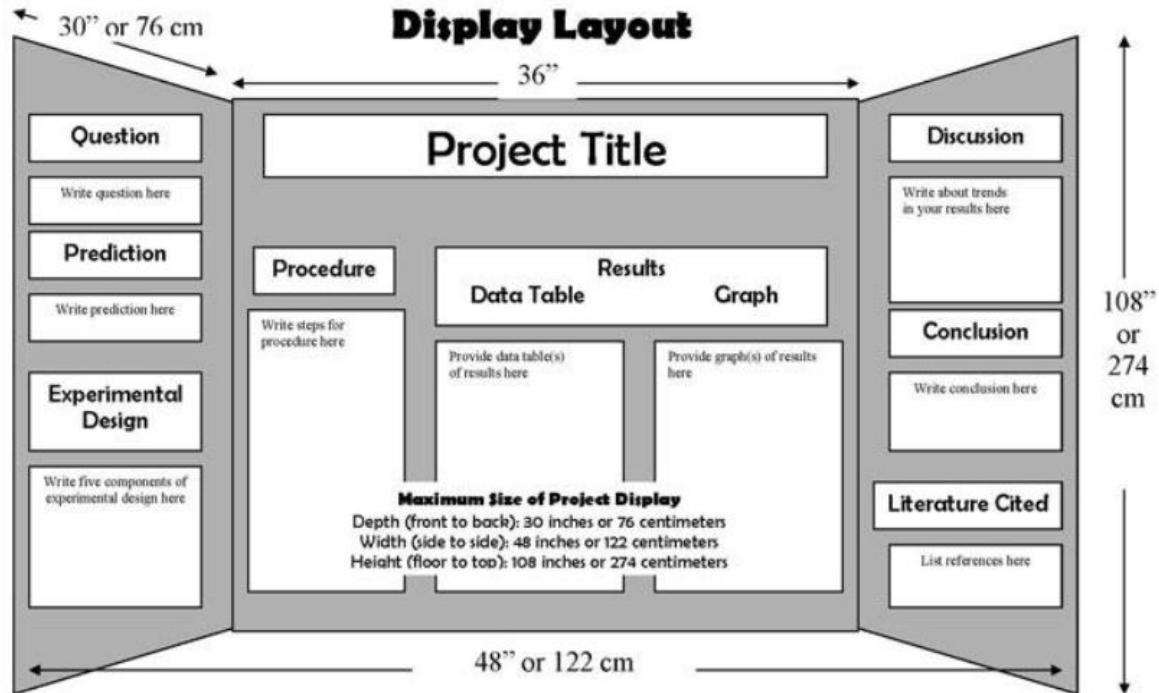 Display Layout
30" or 76 cm
36"
Question
Write question here
Prediction
Write prediction here
Experimental
Design
Write five components of
experimental design here
Project Title
Procedure
Write steps for
procedure here
Results
Data Table Graph
Provide data table(s)
of results here
Provide graph(s) of results
here
Maximum Size of Project Display
Depth (front to back): 30 inches or 76 centimeters
Width (side to side): 48 inches or 122 centimeters
Height (floor to top): 108 inches or 274 centimeters
Discussion
Write about trends
in your results here
Conclusion
Write conclusion here
Literature Cited
List references here
108"
or
274
cm
48" or 122 cm